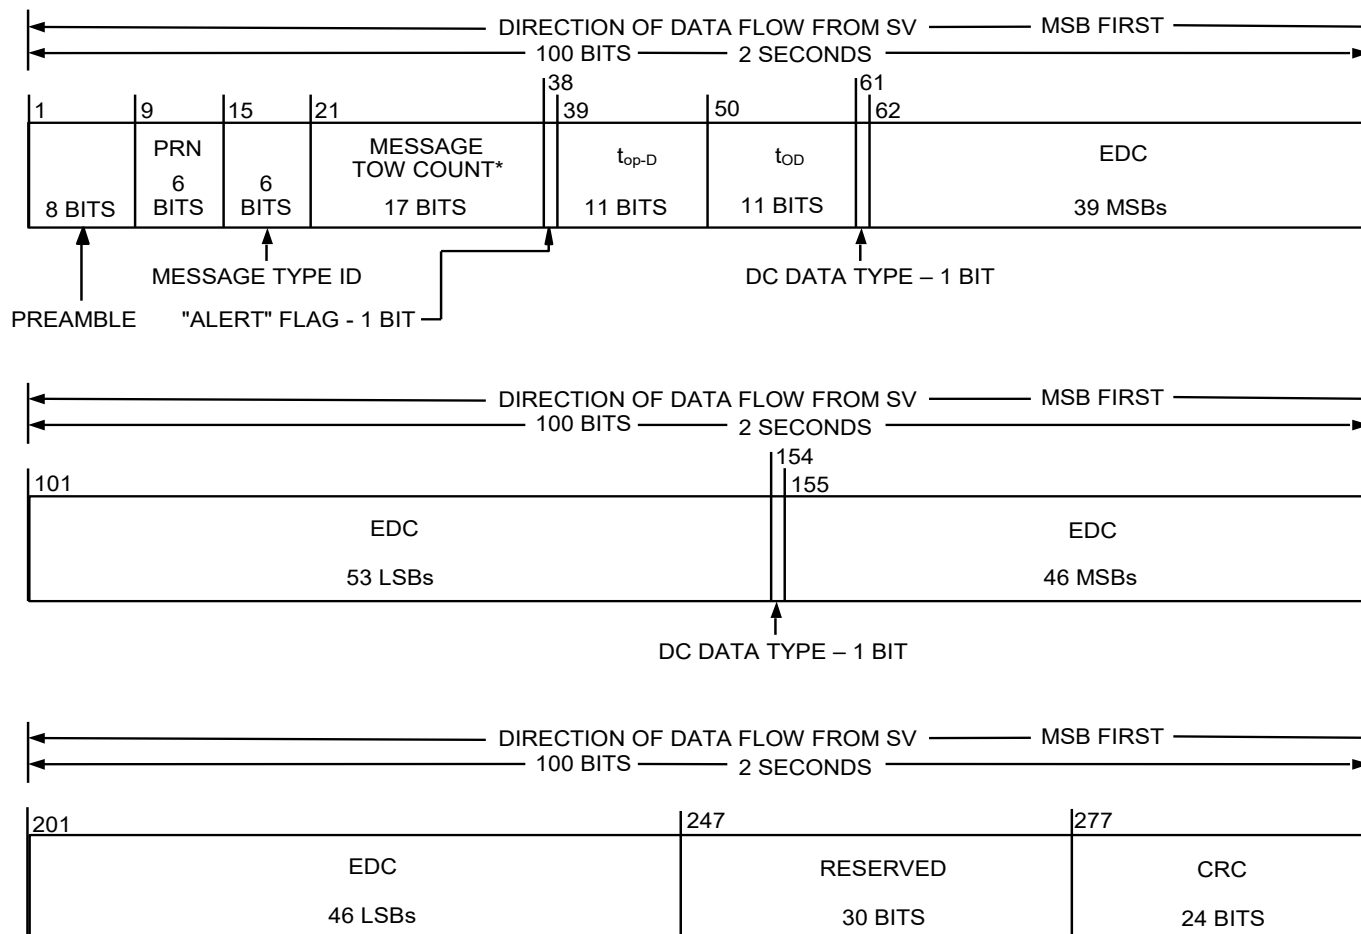 DIRECTION OF DATA FLOW FROM SV MSB FIRST
100 BITS 2 SECONDS
38 61
1 9 15 21 39 50 62
PRN MESSAGE TOW COUNT* t_op-D t_OD EDC
8 BITS 6 BITS 6 BITS 17 BITS 11 BITS 11 BITS 39 MSBs
MESSAGE TYPE ID DC DATA TYPE – 1 BIT
PREAMBLE "ALERT" FLAG - 1 BIT
DIRECTION OF DATA FLOW FROM SV MSB FIRST
100 BITS 2 SECONDS
154
101 155
EDC EDC
53 LSBs 46 MSBs
DC DATA TYPE – 1 BIT
DIRECTION OF DATA FLOW FROM SV MSB FIRST
100 BITS 2 SECONDS
201 247 277
EDC RESERVED CRC
46 LSBs 30 BITS 24 BITS